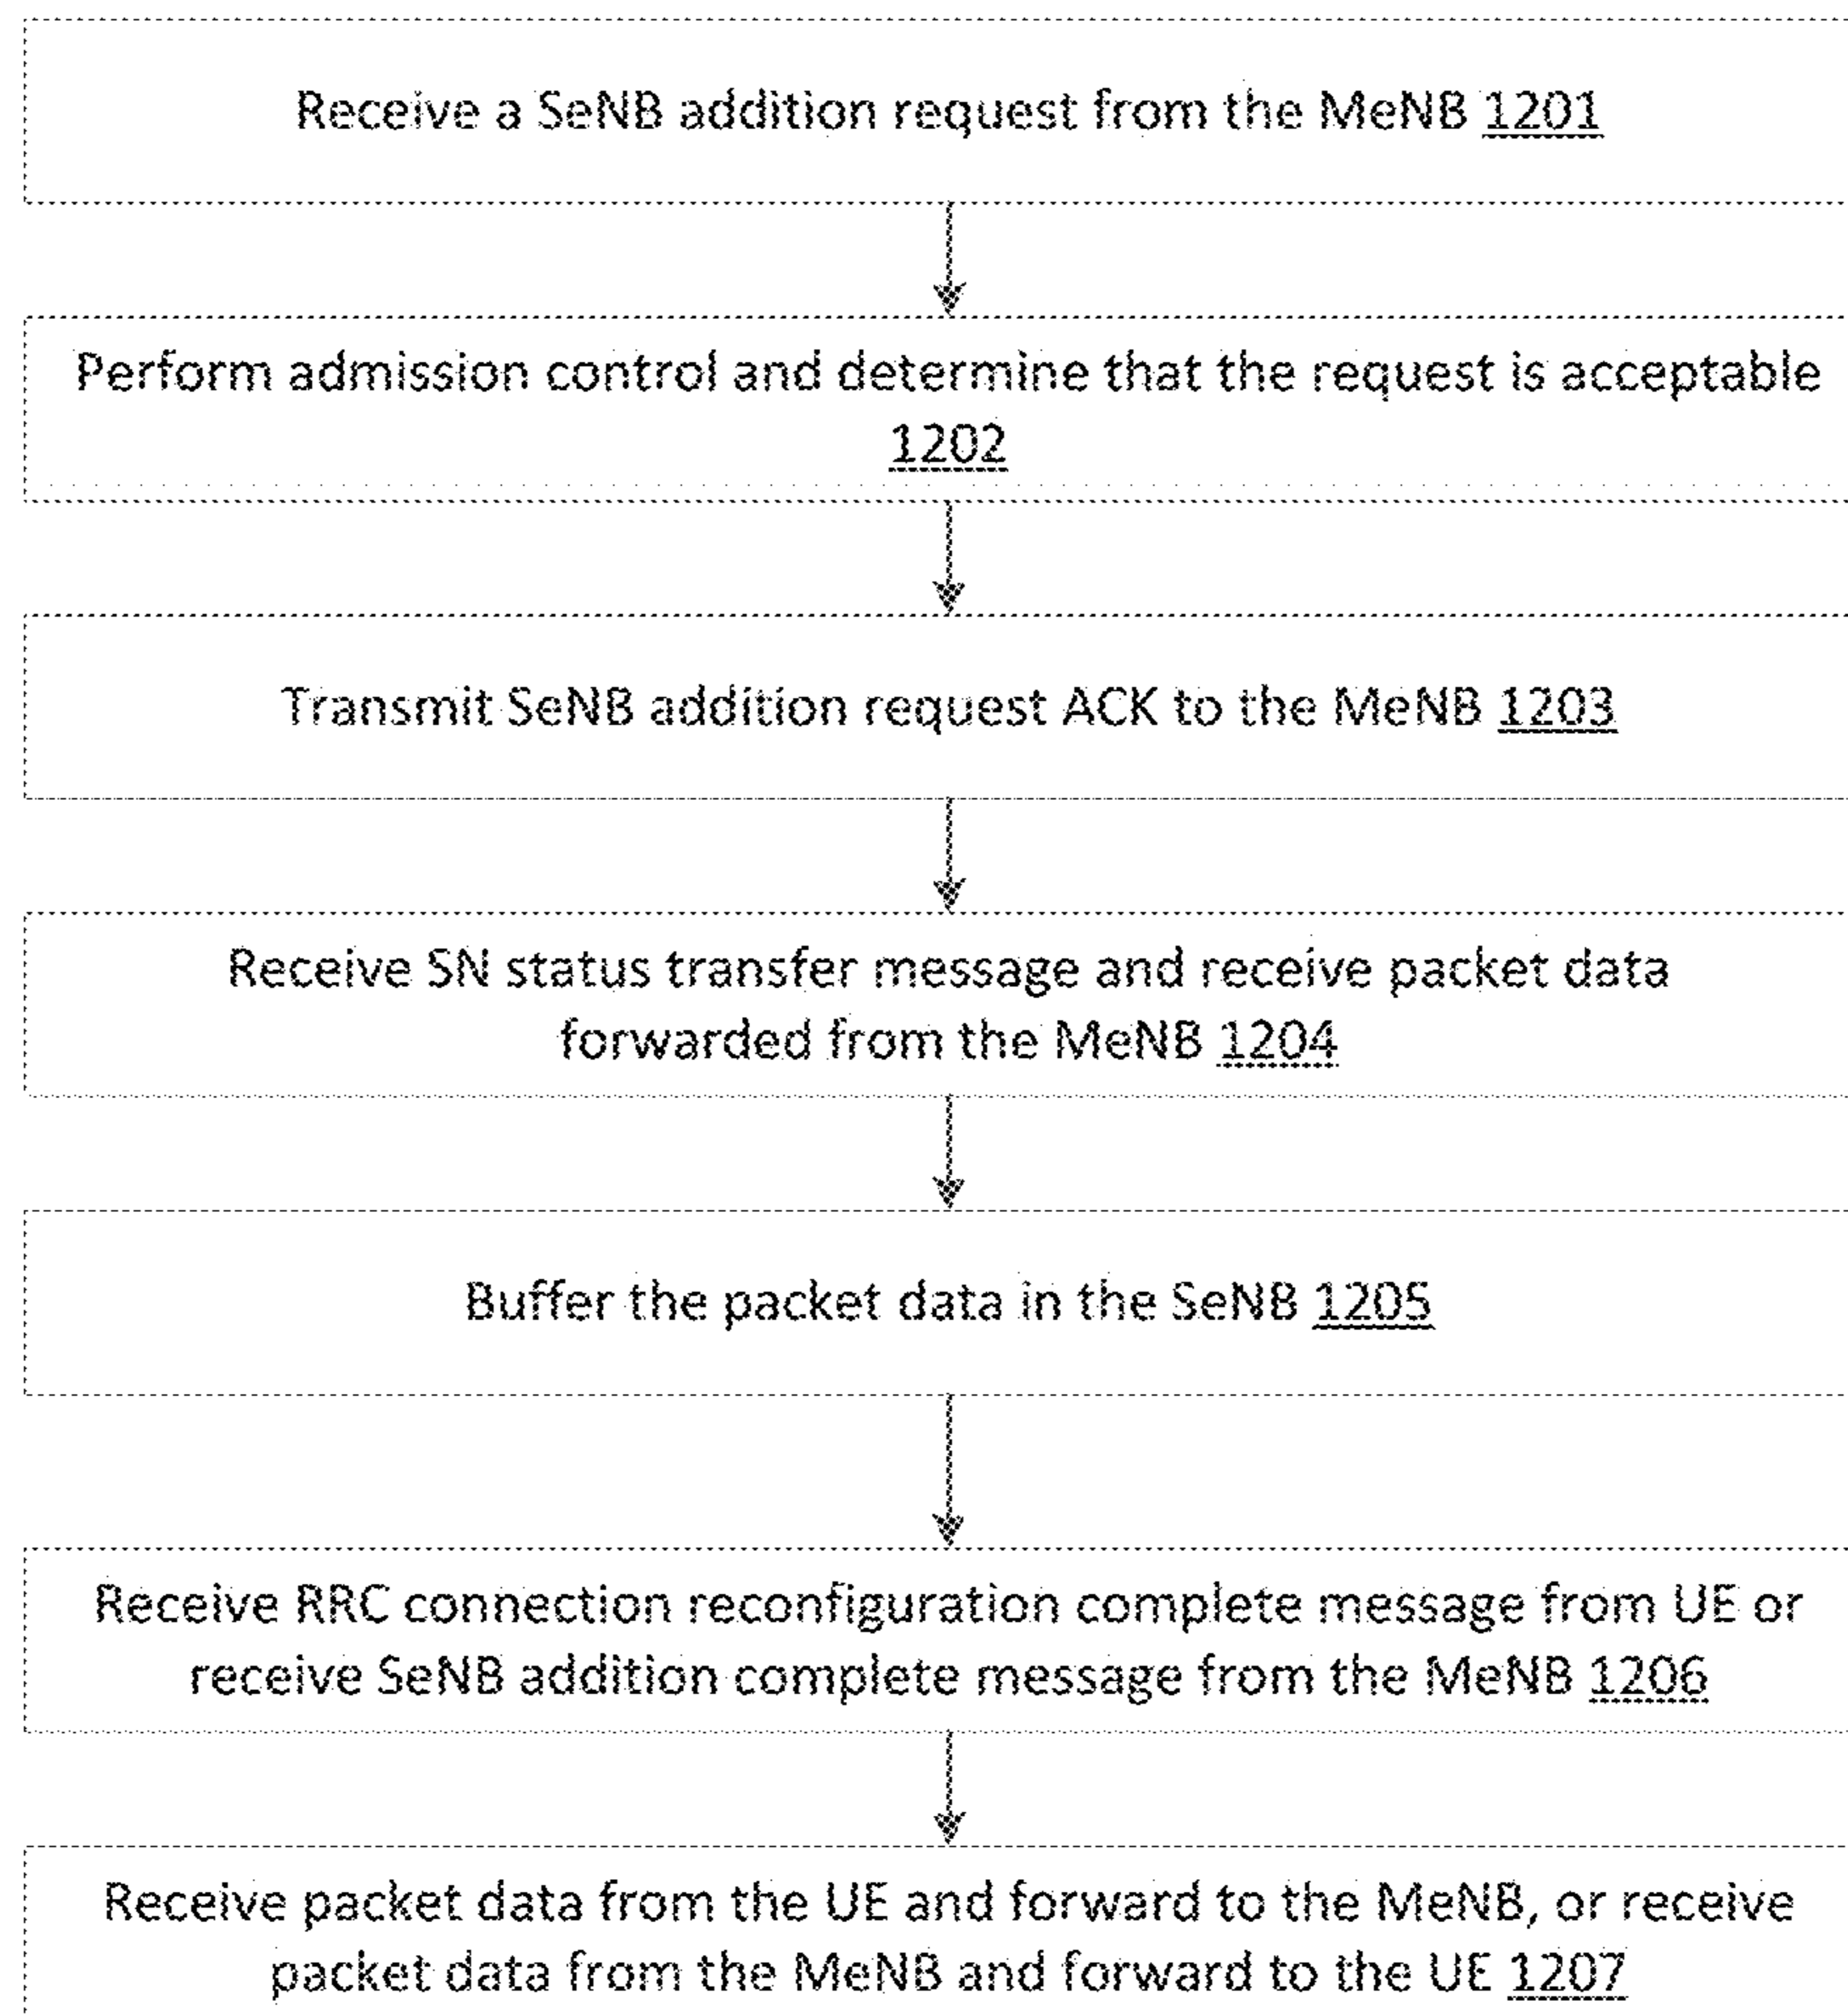 Receive a SeNB addition request from the MeNB 1201
Perform admission control and determine that the request is acceptable
1202
Transmit SeNB addition request ACK to the MeNB 1203
Receive SN status transfer message and receive packet data
forwarded from the MeNB 1204
Buffer the packet data in the SeNB 1205
Receive RRC connection reconfiguration complete message from UE or
receive SeNB addition complete message from the MeNB 1206
Receive packet data from the UE and forward to the MeNB, or receive
packet data from the MeNB and forward to the UE 1207